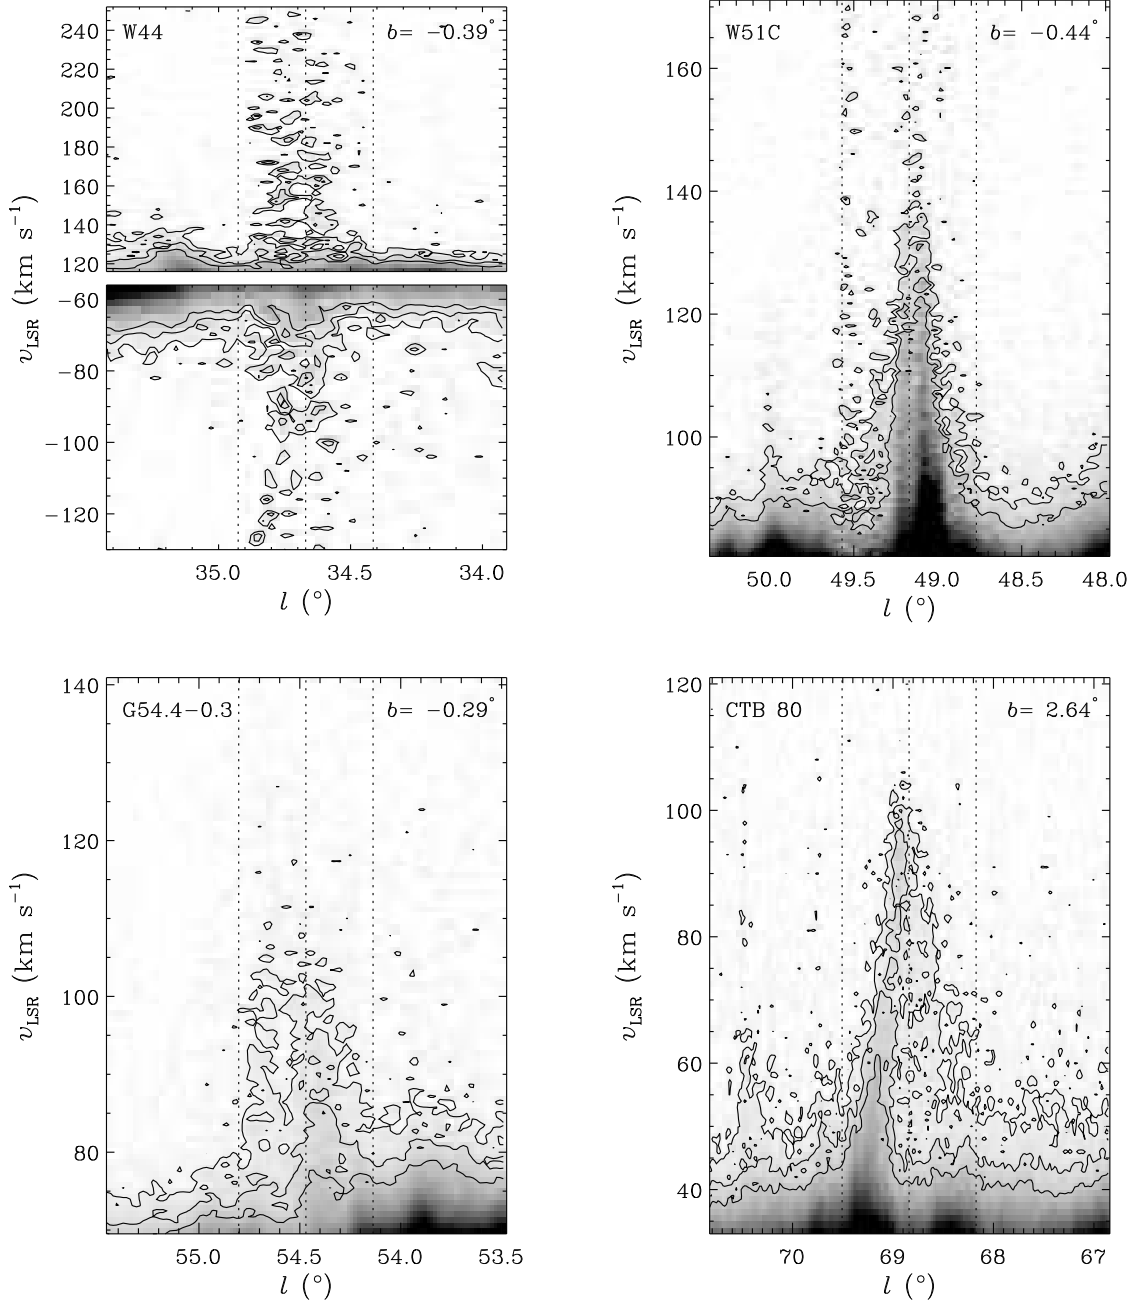 W44 b= −0.39°
240
220
200
180
160
140
120
−60
−80
−100
−120
v_LSR (km s⁻¹)
35.0 34.5 34.0
l (°)
W51C b= −0.44°
160
140
120
100
v_LSR (km s⁻¹)
50.0 49.5 49.0 48.5 48.0
l (°)
G54.4−0.3 b= −0.29°
140
120
100
80
v_LSR (km s⁻¹)
55.0 54.5 54.0 53.5
l (°)
CTB 80 b= 2.64°
120
100
80
60
40
v_LSR (km s⁻¹)
70 69 68 67
l (°)